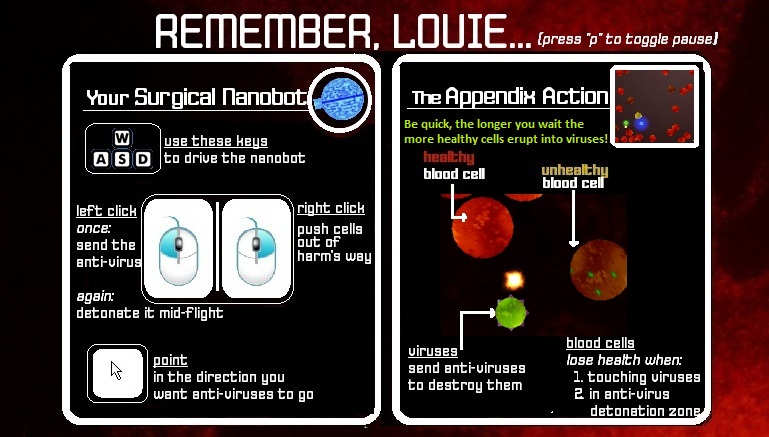 REMEMBER, LOUIE... (press "p" to toggle pause)
Your Surgical Nanobot
W
A S D
use these keys
to drive the nanobot
left click
once:
send the
anti-virus
again:
detonate it mid-flight
right click
push cells
out of
harm's way
point
in the direction you
want anti-viruses to go
The Appendix Action
Be quick, the longer you wait the
more healthy cells erupt into viruses!
healthy
blood cell
unhealthy
blood cell
viruses
send anti-viruses
to destroy them
blood cells
lose health when:
1. touching viruses
2. in anti-virus
detonation zone